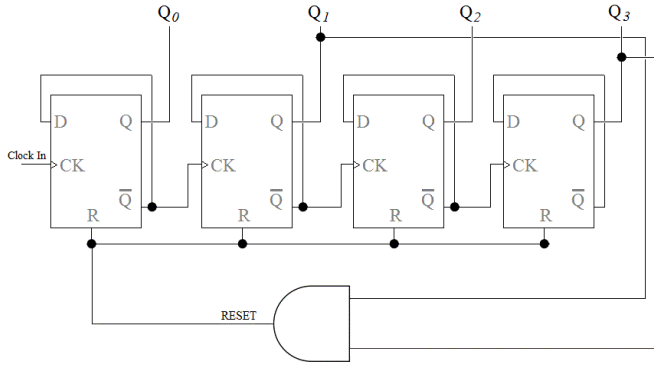 Q0 Q1 Q2 Q3
D Q D Q D Q D Q
Clock In
CK CK CK CK
Q̅ Q̅ Q̅ Q̅
R R R R
RESET